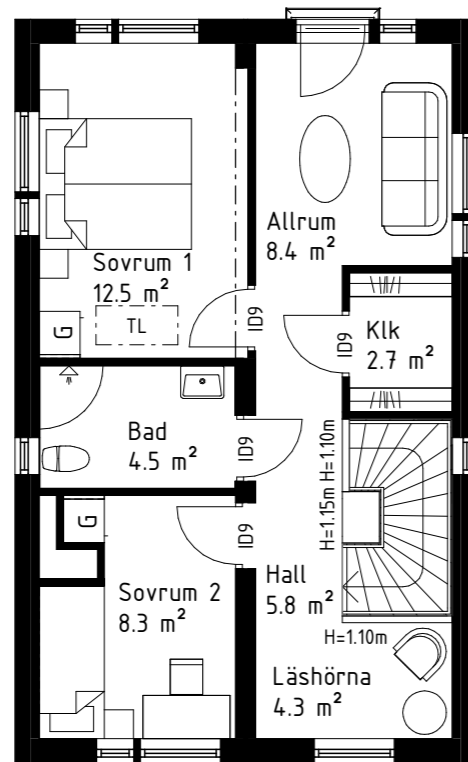 Allrum
8.4 m²
Sovrum 1
12.5 m²
G
TL
ID9
ID9
Klk
2.7 m²
Bad
4.5 m²
ID9
H=1.15m H=1.10m
G
ID9
Sovrum 2
8.3 m²
Hall
5.8 m²
H=1.10m
Läshörna
4.3 m²